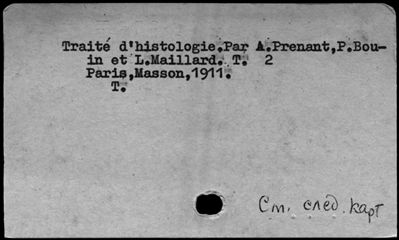 Traité d'histologie.Par A.Prenant,P.Bou-
in et L.Maillard. T. 2
Paris,Masson,1911.
T.
См. след. карт